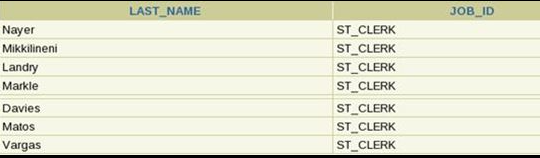 LAST_NAME JOB_ID
Nayer ST_CLERK
Mikkilineni ST_CLERK
Landry ST_CLERK
Markle ST_CLERK
Davies ST_CLERK
Matos ST_CLERK
Vargas ST_CLERK